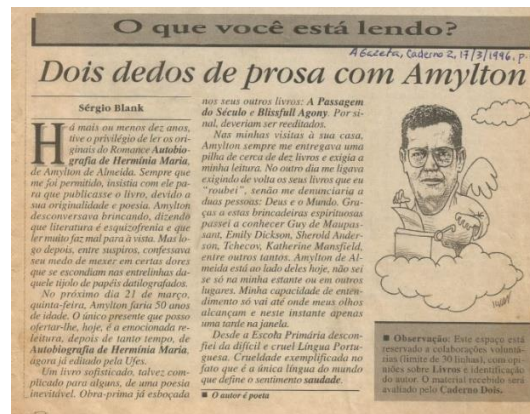 O que você está lendo?
A Gazeta, Caderno 2, 17/3/1996, p.
Dois dedos de prosa com Amylton
Sérgio Blank
Há mais ou menos dez anos,
tive o privilégio de ler os ori-
ginais do Romance Autobio-
grafia de Hermínia Maria,
de Amylton de Almeida. Sempre que
me foi permitido, insistia com ele pa-
ra que publicasse o livro, devido a
sua originalidade e poesia. Amylton
desconversava brincando, dizendo
que literatura é esquizofrenia e que
ler muito faz mal para a vista. Mas lo-
go depois, entre suspiros, confessava
seu medo de mexer em certas dores
que se escondiam nas entrelinhas da-
quele tijolo de papéis datilografados.
No próximo dia 21 de março,
quinta-feira, Amylton faria 50 anos
de idade. O único presente que posso
ofertar-lhe, hoje, é a emocionada re-
leitura, depois de tanto tempo, de
Autobiografia de Hermínia Maria,
agora já editado pela Ufes.
Um livro sofisticado, talvez com-
plicado para alguns, de uma poesia
inevitável. Obra-prima já esboçada
nos seus outros livros: A Passagem
do Século e Blissfull Agony. Por si-
nal, deveriam ser reeditados.
Nas minhas visitas à sua casa,
Amylton sempre me entregava uma
pilha de cerca de dez livros e exigia a
minha leitura. No outro dia me ligava
exigindo de volta os seus livros que eu
"roubei", senão me denunciaria a
duas pessoas: Deus e o Mundo. Gra-
ças a estas brincadeiras espirituosas
passei a conhecer Guy de Maupas-
sant, Emily Dickson, Sherold Ander-
son, Tchecov, Katherine Mansfield,
entre outros tantos. Amylton de Al-
meida está ao lado deles hoje, não sei
se só na minha estante ou em outros
lugares. Minha capacidade de enten-
dimento só vai até onde meus olhos
alcançam e neste instante apenas
uma tarde na janela.
Desde a Escola Primária descon-
fiei da difícil e cruel Língua Portu-
guesa. Crueldade exemplificada no
fato que é a única língua do mundo
que define o sentimento saudade.
■ O autor é poeta
■ Observação: Este espaço está
reservado a colaborações voluntá-
rias (limite de 30 linhas), com opi-
niões sobre Livros e identificação
do autor. O material recebido será
avaliado pelo Caderno Dois.